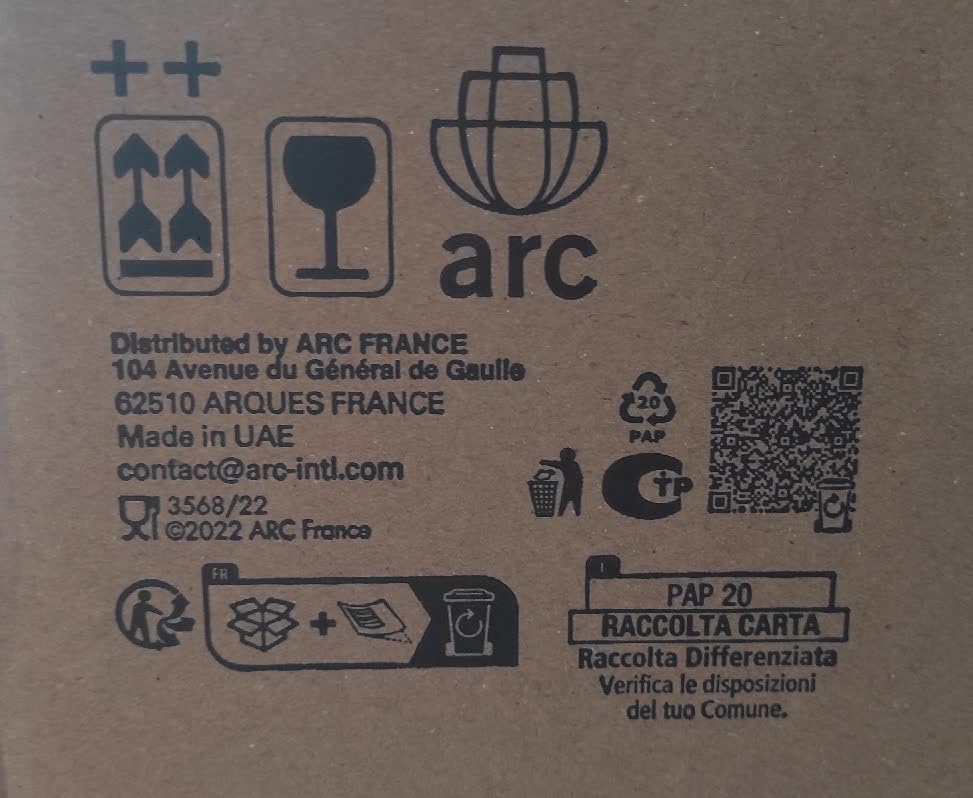 ++
arc
Distributed by ARC FRANCE
104 Avenue du Général de Gaulle
62510 ARQUES FRANCE
Made in UAE
contact@arc-intl.com
3568/22
©2022 ARC France
20
PAP
FR
+
I
PAP 20
RACCOLTA CARTA
Raccolta Differenziata
Verifica le disposizioni
del tuo Comune.